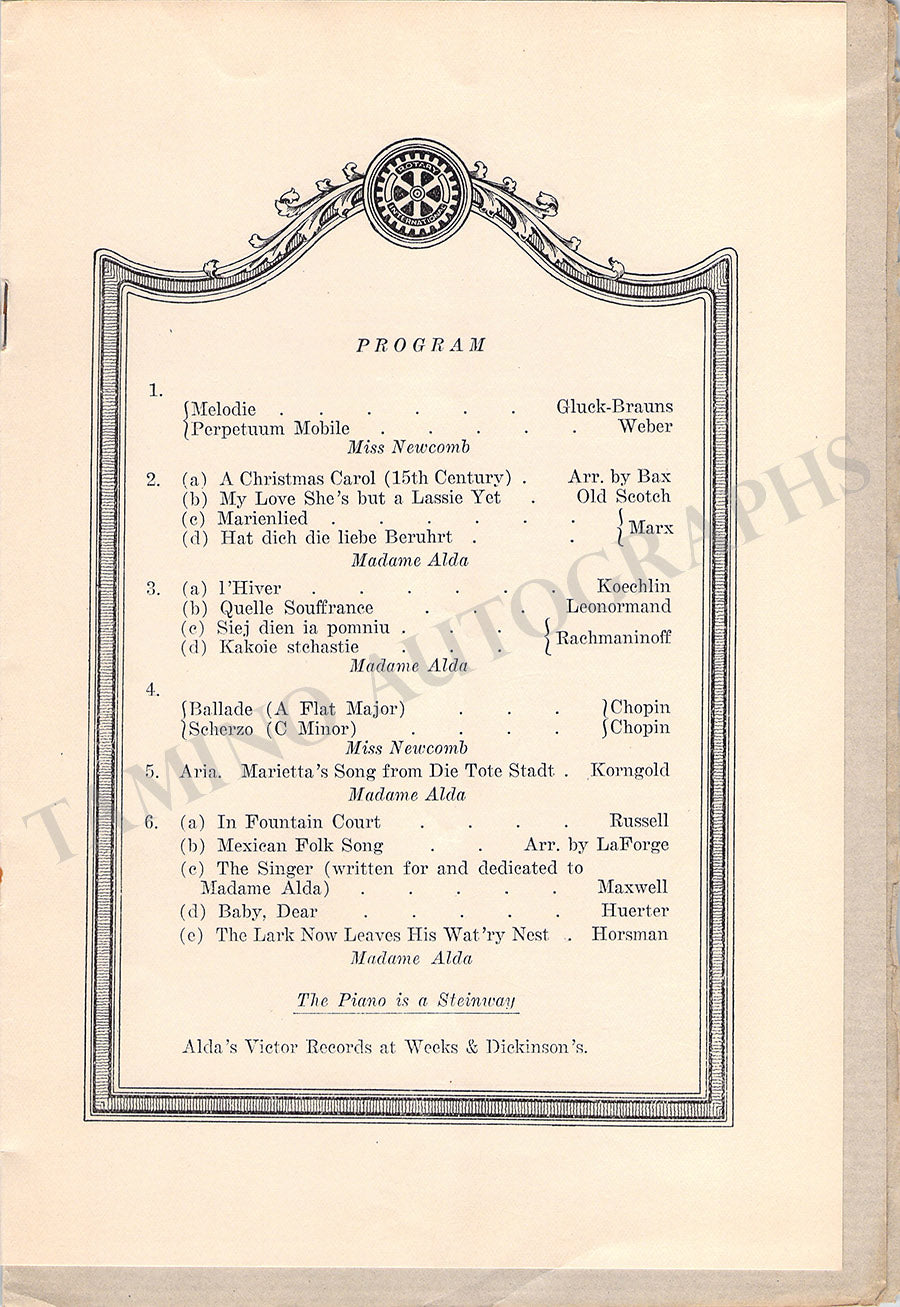 ROTARY
INTERNATIONAL
PROGRAM
1.
{Melodie . . . . . . Gluck-Brauns
{Perpetuum Mobile . . . . . Weber
Miss Newcomb
2. (a) A Christmas Carol (15th Century) . Arr. by Bax
(b) My Love She's but a Lassie Yet . Old Scotch
(c) Marienlied . . . . . .
(d) Hat dich die liebe Beruhrt . . } Marx
Madame Alda
3. (a) l'Hiver . . . . . . Koechlin
(b) Quelle Souffrance . . . Leonormand
(c) Siej dien ia pomniu . . . .
(d) Kakoie stchastie . . . { Rachmaninoff
Madame Alda
4.
{Ballade (A Flat Major) . . . }Chopin
{Scherzo (C Minor) . . . . }Chopin
Miss Newcomb
5. Aria. Marietta's Song from Die Tote Stadt . Korngold
Madame Alda
6. (a) In Fountain Court . . . . Russell
(b) Mexican Folk Song . . Arr. by LaForge
(c) The Singer (written for and dedicated to
Madame Alda) . . . . . Maxwell
(d) Baby, Dear . . . . . Huerter
(e) The Lark Now Leaves His Wat'ry Nest . Horsman
Madame Alda
The Piano is a Steinway
Alda's Victor Records at Weeks & Dickinson's.
TAMINO AUTOGRAPHS